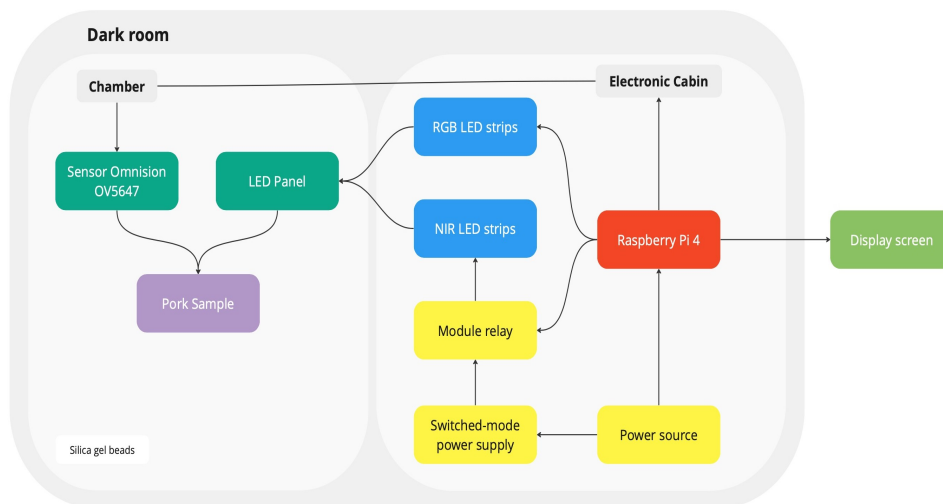 Dark room
Chamber
Electronic Cabin
RGB LED strips
Sensor Omnision
OV5647
LED Panel
NIR LED strips
Raspberry Pi 4
Display screen
Pork Sample
Module relay
Switched-mode
power supply
Power source
Silica gel beads